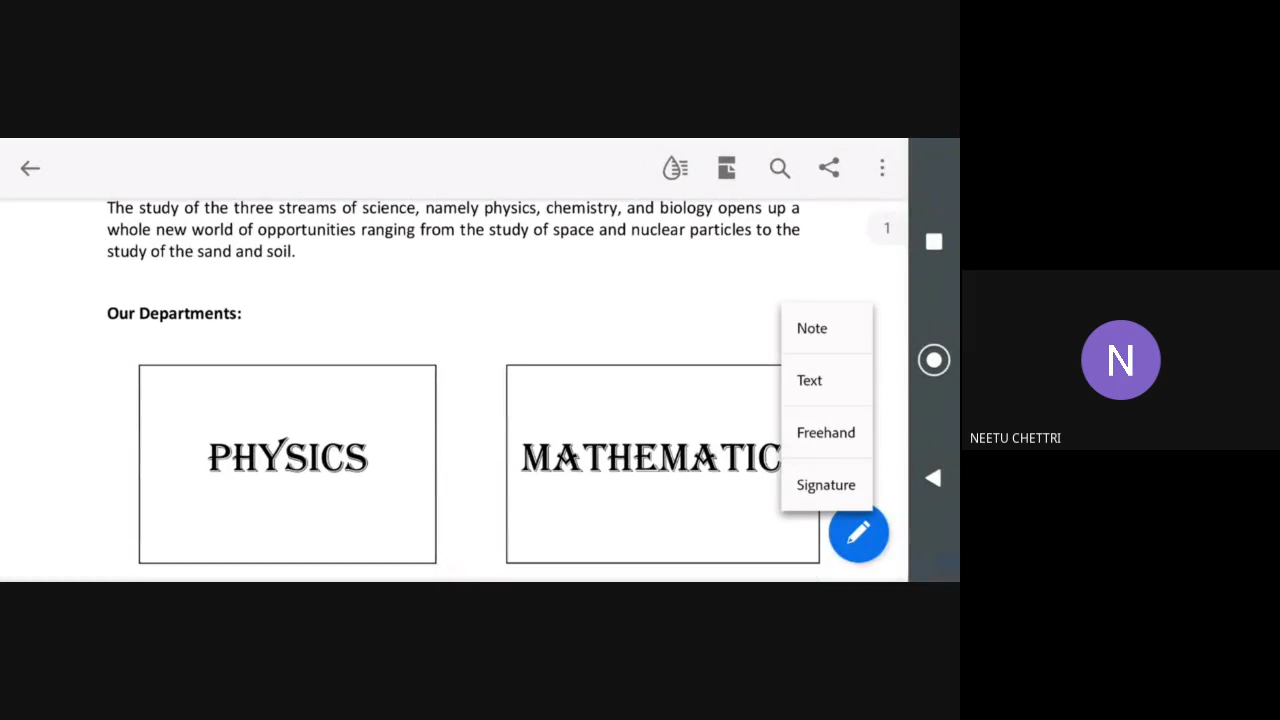 The study of the three streams of science, namely physics, chemistry, and biology opens up a
whole new world of opportunities ranging from the study of space and nuclear particles to the
study of the sand and soil.
1
Our Departments:
Note
Text
Freehand
Signature
PHYSICS
MATHEMATIC
N
NEETU CHETTRI